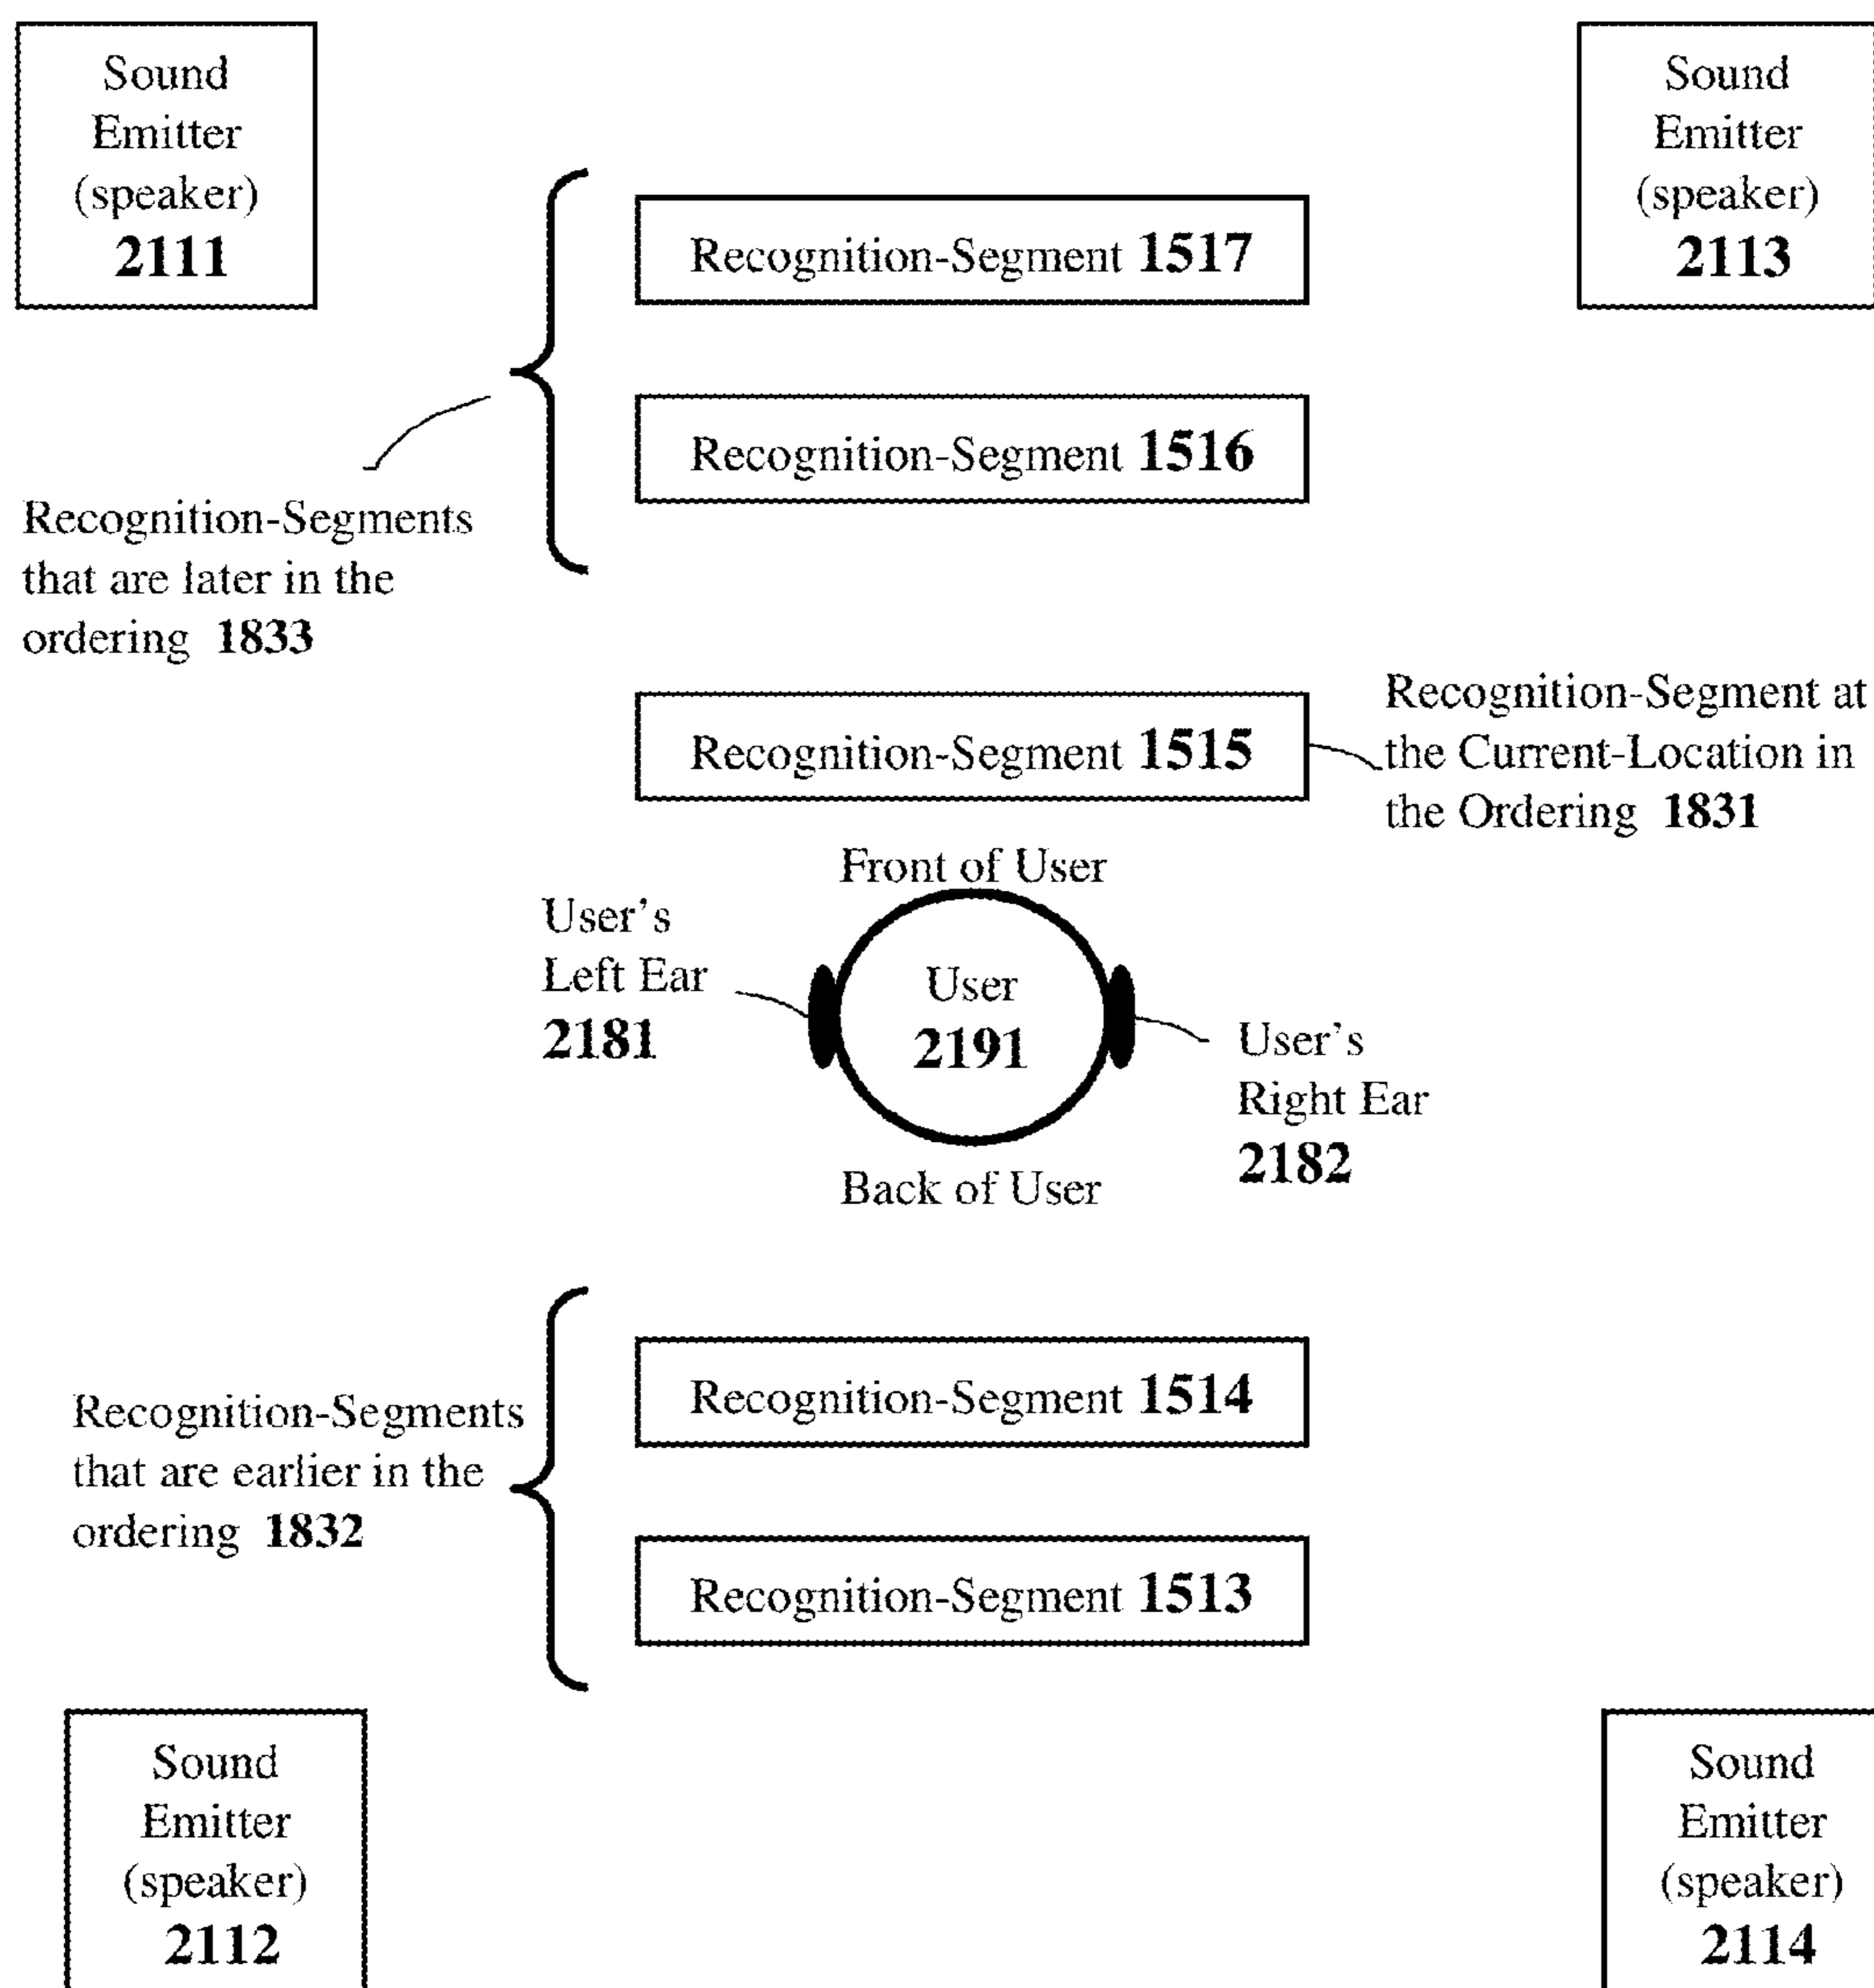 Sound
Emitter
(speaker)
2111
Sound
Emitter
(speaker)
2113
Recognition-Segment 1517
Recognition-Segment 1516
Recognition-Segments
that are later in the
ordering 1833
Recognition-Segment 1515
Recognition-Segment at
the Current-Location in
the Ordering 1831
Front of User
User's
Left Ear
2181
User
2191
User's
Right Ear
2182
Back of User
Recognition-Segment 1514
Recognition-Segments
that are earlier in the
ordering 1832
Recognition-Segment 1513
Sound
Emitter
(speaker)
2112
Sound
Emitter
(speaker)
2114